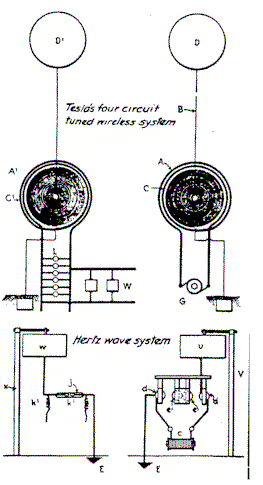 D'
D
B
Tesla's four circuit
tuned wireless system
A'
A
C'
C
L
W
G
Hertz wave system
w
u
x
V
j
k'
k'
d
d
c
E
E